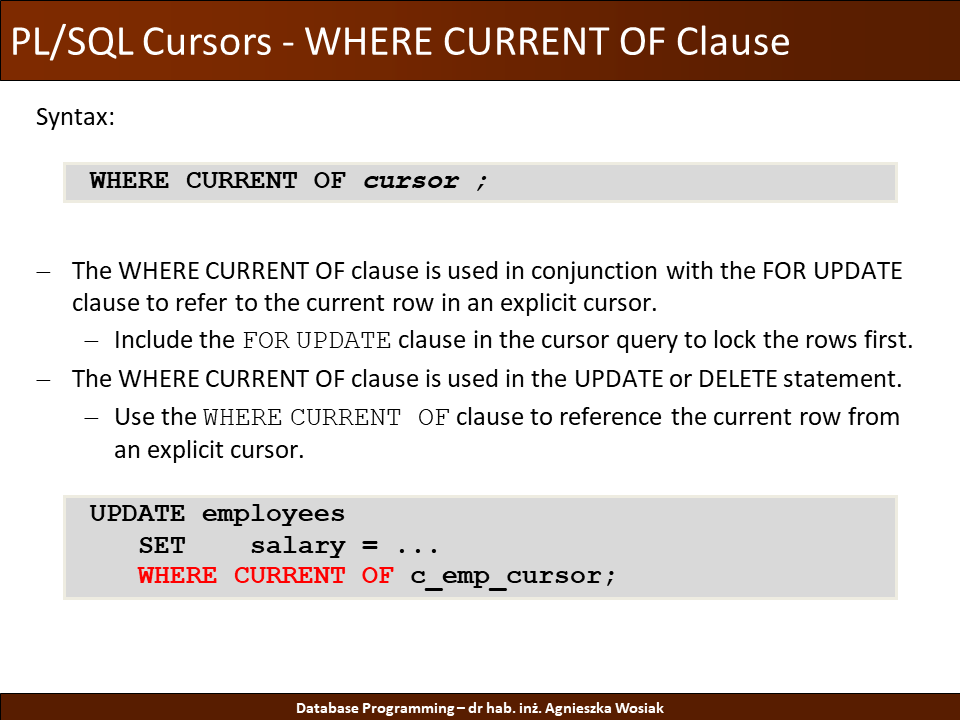 PL/SQL Cursors - WHERE CURRENT OF Clause
Syntax:
WHERE CURRENT OF cursor ;
– The WHERE CURRENT OF clause is used in conjunction with the FOR UPDATE
clause to refer to the current row in an explicit cursor.
– Include the FOR UPDATE clause in the cursor query to lock the rows first.
– The WHERE CURRENT OF clause is used in the UPDATE or DELETE statement.
– Use the WHERE CURRENT OF clause to reference the current row from
an explicit cursor.
UPDATE employees
SET salary = ...
WHERE CURRENT OF c_emp_cursor;
Database Programming – dr hab. inż. Agnieszka Wosiak